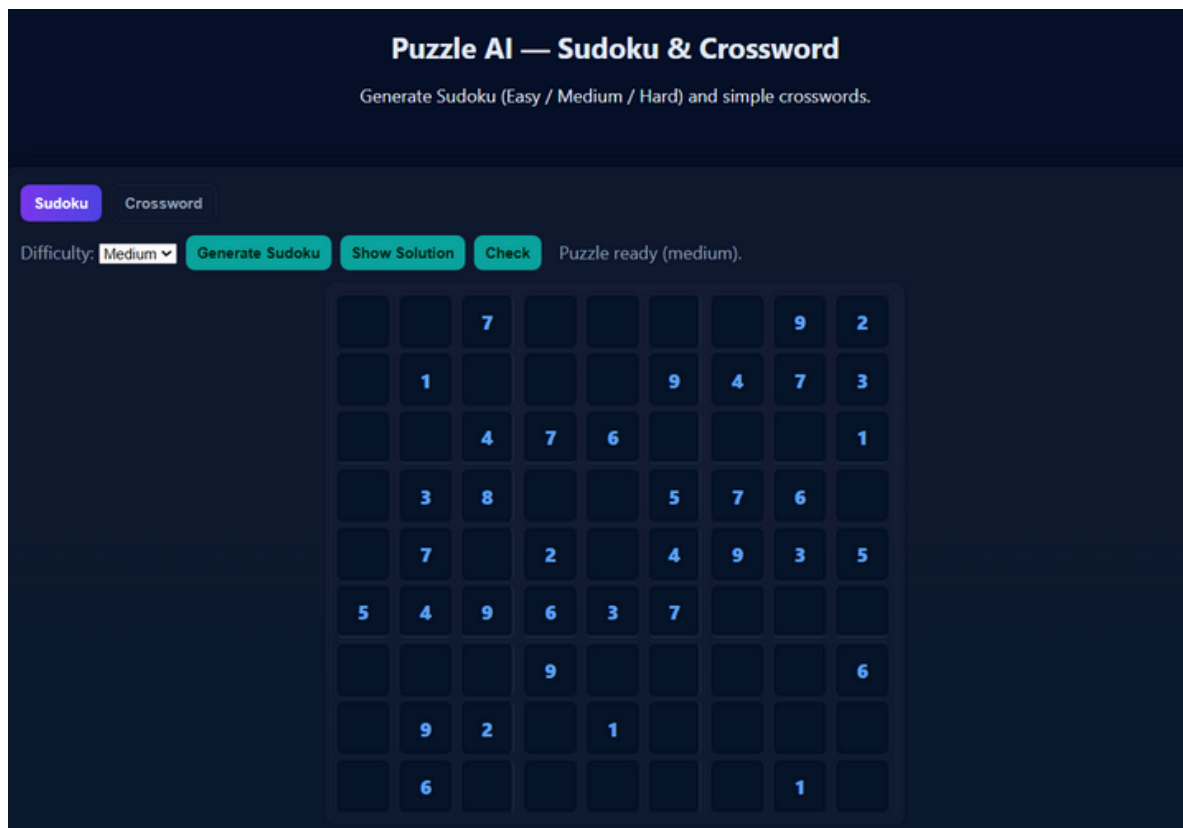 Puzzle AI — Sudoku & Crossword
Generate Sudoku (Easy / Medium / Hard) and simple crosswords.
Sudoku Crossword
Difficulty: Medium Generate Sudoku Show Solution Check Puzzle ready (medium).
7 9 2
1 9 4 7 3
4 7 6 1
3 8 5 7 6
7 2 4 9 3 5
5 4 9 6 3 7
9 6
9 2 1
6 1